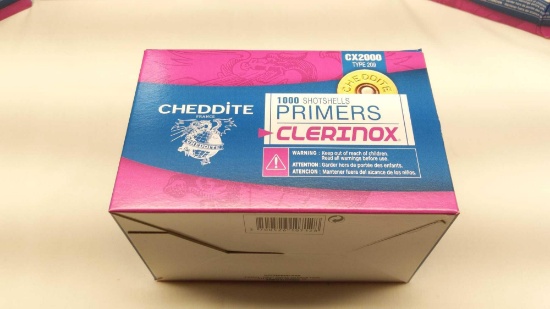 CX2000
TYPE 209
CHEDDITE
1000 SHOTSHELLS
PRIMERS
CLERINOX
CHEDDITE
FRANCE
CHEDDITE
WARNING : Keep out of reach of children.
Read all warnings before use.
ATTENTION : Garder hors de portée des enfants.
ATENCION : Mantener fuera del alcance de los niños.